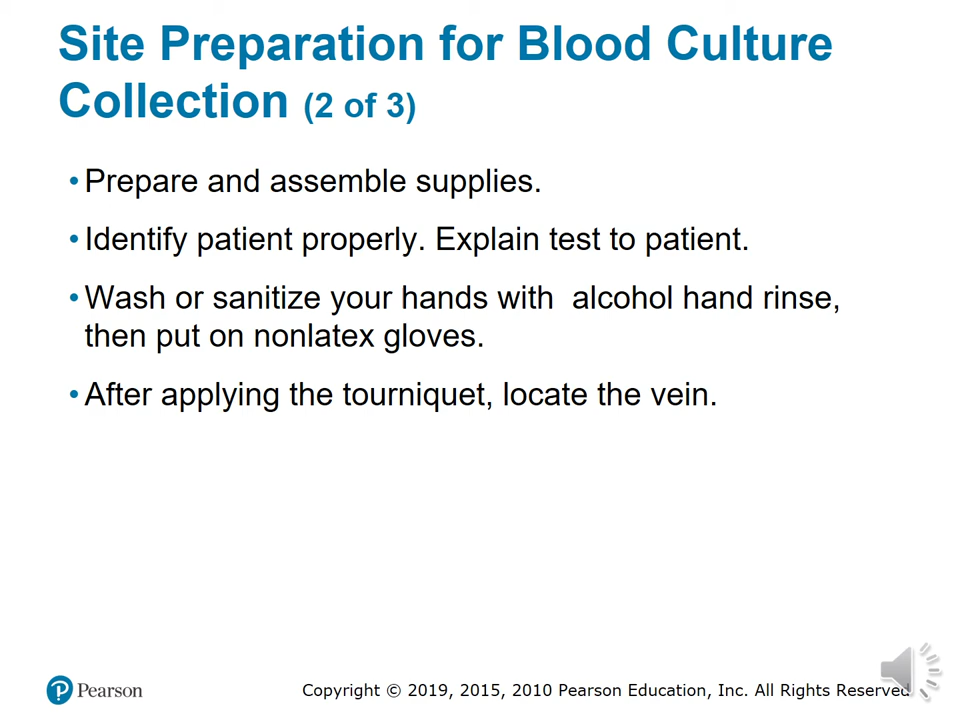 Site Preparation for Blood Culture
Collection (2 of 3)
• Prepare and assemble supplies.
• Identify patient properly. Explain test to patient.
• Wash or sanitize your hands with  alcohol hand rinse,
then put on nonlatex gloves.
• After applying the tourniquet, locate the vein.
Pearson
Copyright © 2019, 2015, 2010 Pearson Education, Inc. All Rights Reserved